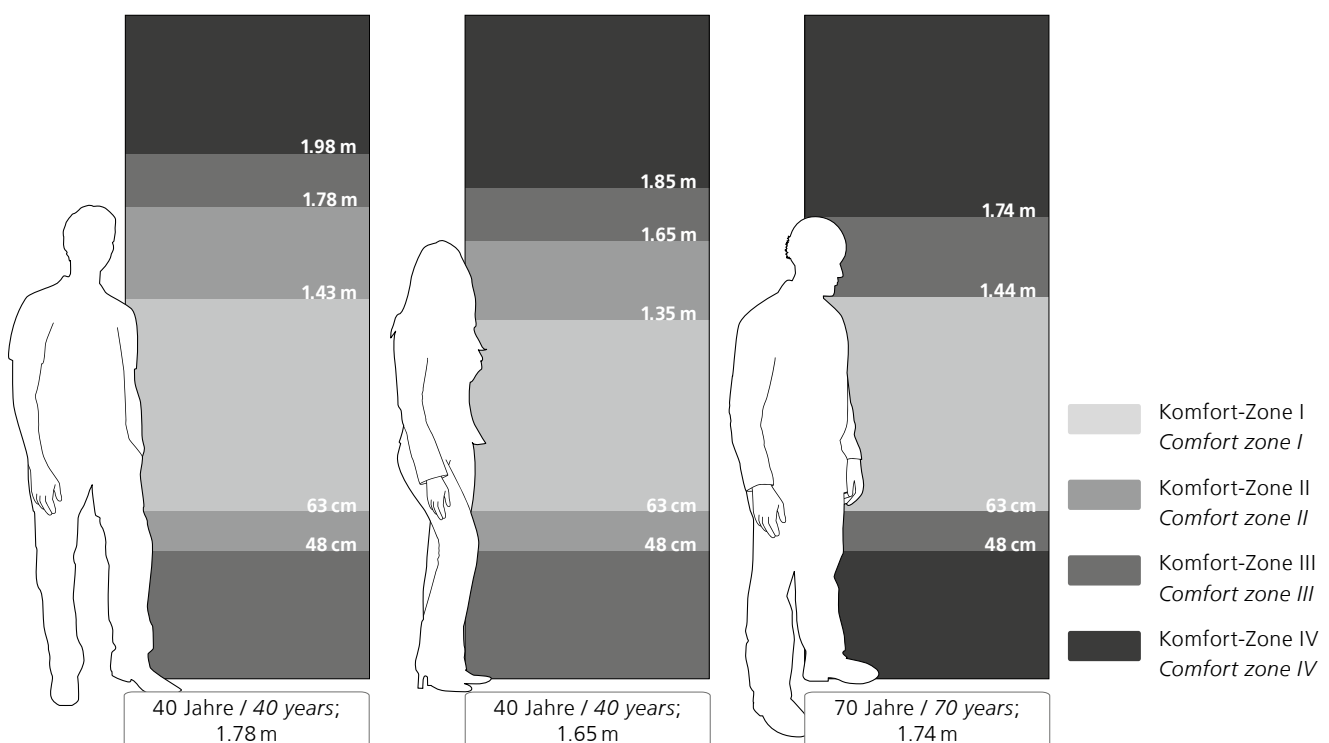 1.98 m
1.78 m
1.43 m
63 cm
48 cm
40 Jahre / 40 years;
1.78 m
1.85 m
1.65 m
1.35 m
63 cm
48 cm
40 Jahre / 40 years;
1.65 m
1.74 m
1.44 m
63 cm
48 cm
70 Jahre / 70 years;
1.74 m
Komfort-Zone I
Comfort zone I
Komfort-Zone II
Comfort zone II
Komfort-Zone III
Comfort zone III
Komfort-Zone IV
Comfort zone IV